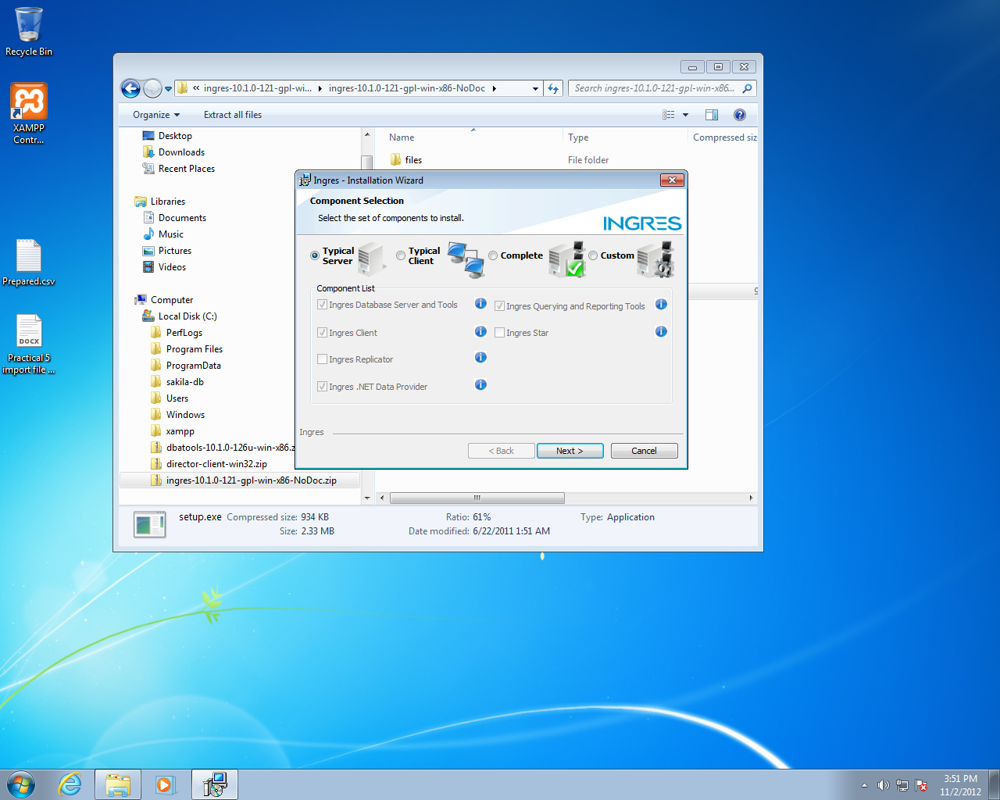 Recycle Bin
XAMPP
Contr...
Prepared.csv
DOCX
Practical 5
import file ...
« ingres-10.1.0-121-gpl-wi... ▸ ingres-10.1.0-121-gpl-win-x86-NoDoc ▸
Search ingres-10.1.0-121-gpl-win-x86...
Organize
Extract all files
Desktop
Downloads
Recent Places
Libraries
Documents
Music
Pictures
Videos
Computer
Local Disk (C:)
PerfLogs
Program Files
ProgramData
sakila-db
Users
Windows
xampp
dbatools-10.1.0-126u-win-x86.z
director-client-win32.zip
ingres-10.1.0-121-gpl-win-x86-NoDoc.zip
Name
Type
Compressed siz
files
File folder
9
Ingres - Installation Wizard
Component Selection
Select the set of components to install.
INGRES
Typical
Server
Typical
Client
Complete
Custom
Component List
Ingres Database Server and Tools
Ingres Querying and Reporting Tools
Ingres Client
Ingres Star
Ingres Replicator
Ingres .NET Data Provider
Ingres
< Back
Next >
Cancel
setup.exe
Compressed size: 934 KB
Ratio: 61%
Type: Application
Size: 2.33 MB
Date modified: 6/22/2011 1:51 AM
3:51 PM
11/2/2012